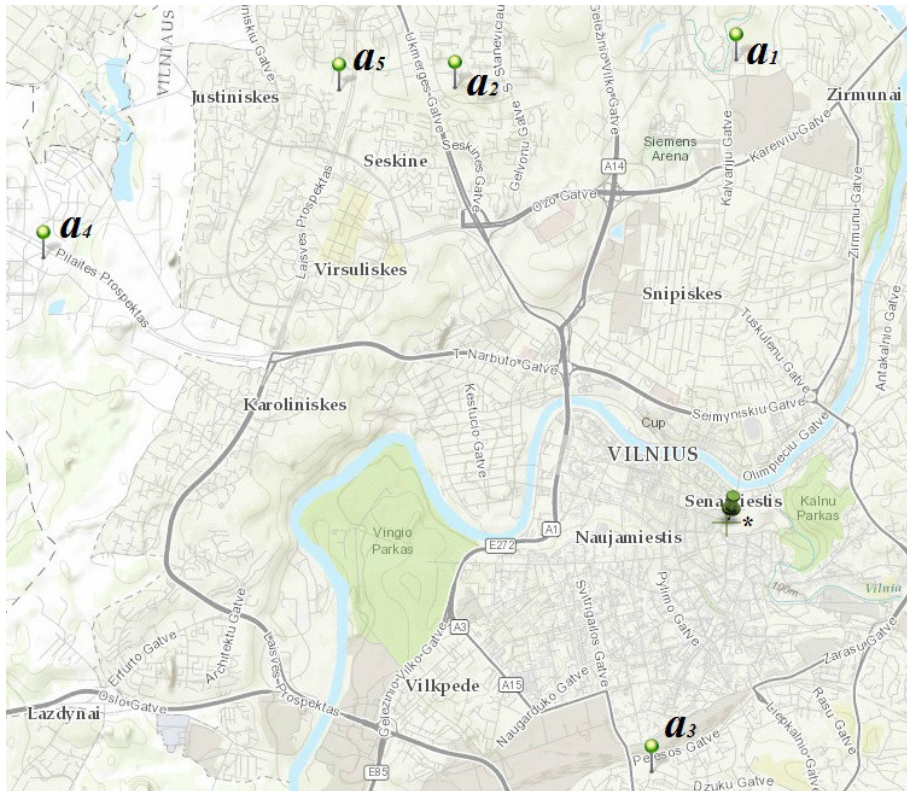 VILNIAUS
iniskiu Gatve
Ukmerges-Gatve
S. Staneviciaus
Gelezinio-Vilko-Gatve
a1
a5
a2
Justiniskes
Zirmunai
Kalvariju Gatve
Kareiviu-Gatve
Siemens
Arena
Seskines Gatve
Gelvonu Gatve
Seskine
A14
Ozo Gatve
Laisves Prospektas
Zirmunu-Gatve
a4
Pilaites Prospektas
Virsuliskes
Snipiskes
Tuskulenu Gatve
Antakalnio Gatve
T. Narbuto Gatve
Kestucio Gatve
Karoliniskes
Seimyniskiu Gatve
Cup
Olimpieciu Gatve
VILNIUS
Senamiestis
*
Kalnu
Parkas
Vingio
Parkas
A1
E272
Naujamiestis
Svitrigailos Gatve
Pylimo Gatve
100m
Vilnia
A3
Erfurto Gatve
Architektu Gatve
Laisves-Prospektas
Gelezinio-Vilko-Gatve
Zarasu Gatve
Vilkpede
A15
Naugarduko Gatve
Oslo-Gatve
Lazdynai
a3
Pelesos Gatve
Liepkalnio-Gatve
Rasu Gatve
E85
Dzuku Gatve